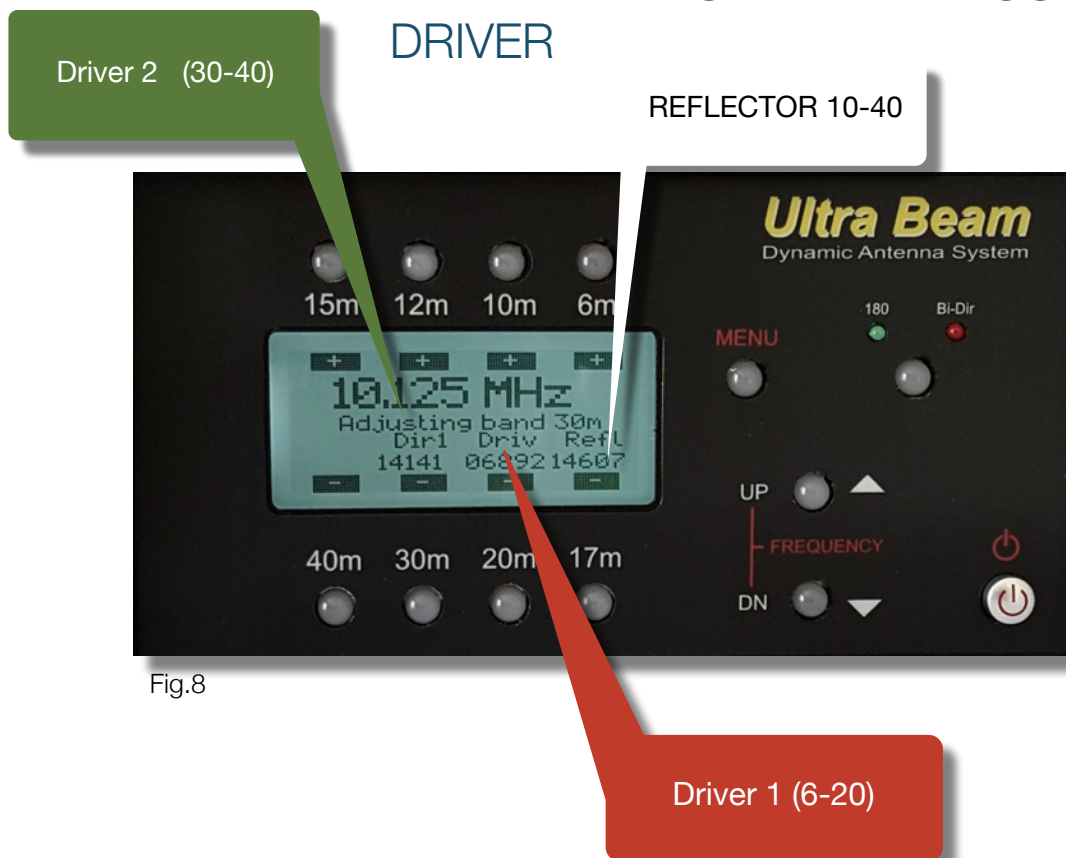 DRIVER
Driver 2 (30-40)
REFLECTOR 10-40
Ultra Beam
Dynamic Antenna System
15m 12m 10m 6m
180 Bi-Dir
MENU
+ + + +
10.125 MHz
Adjusting band 30m
Dir1 Driv Refl
14141 06892 14607
- - - -
UP
FREQUENCY
DN
40m 30m 20m 17m
Fig.8
Driver 1 (6-20)